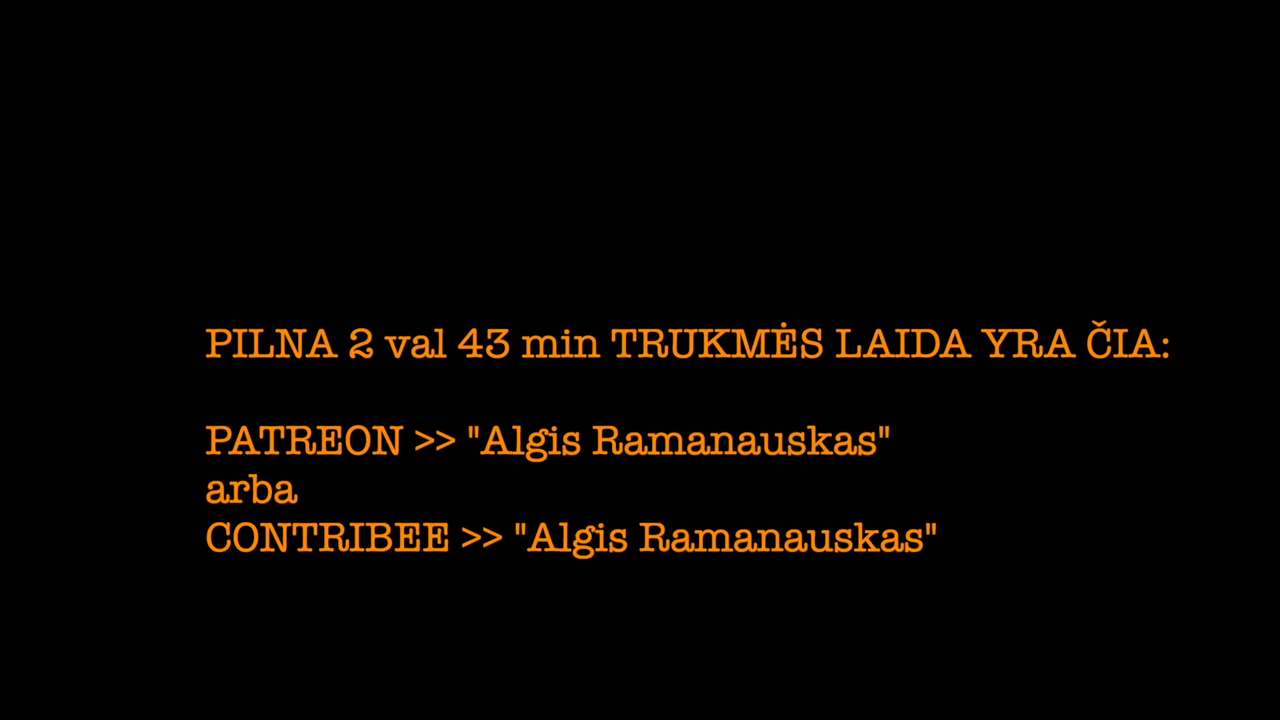 PILNA 2 val 43 min TRUKMĖS LAIDA YRA ČIA:
PATREON >> "Algis Ramanauskas"
arba
CONTRIBEE >> "Algis Ramanauskas"